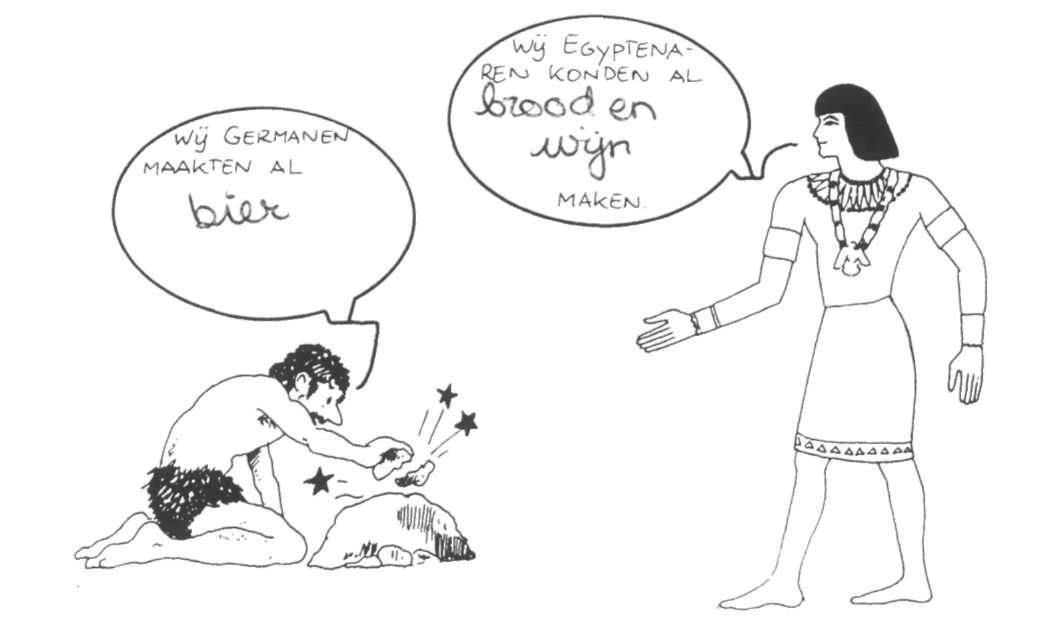 Wij GERMANEN
MAAKTEN AL
bier
Wij EGYPTENA-
REN KONDEN AL
brood en
wijn
MAKEN.